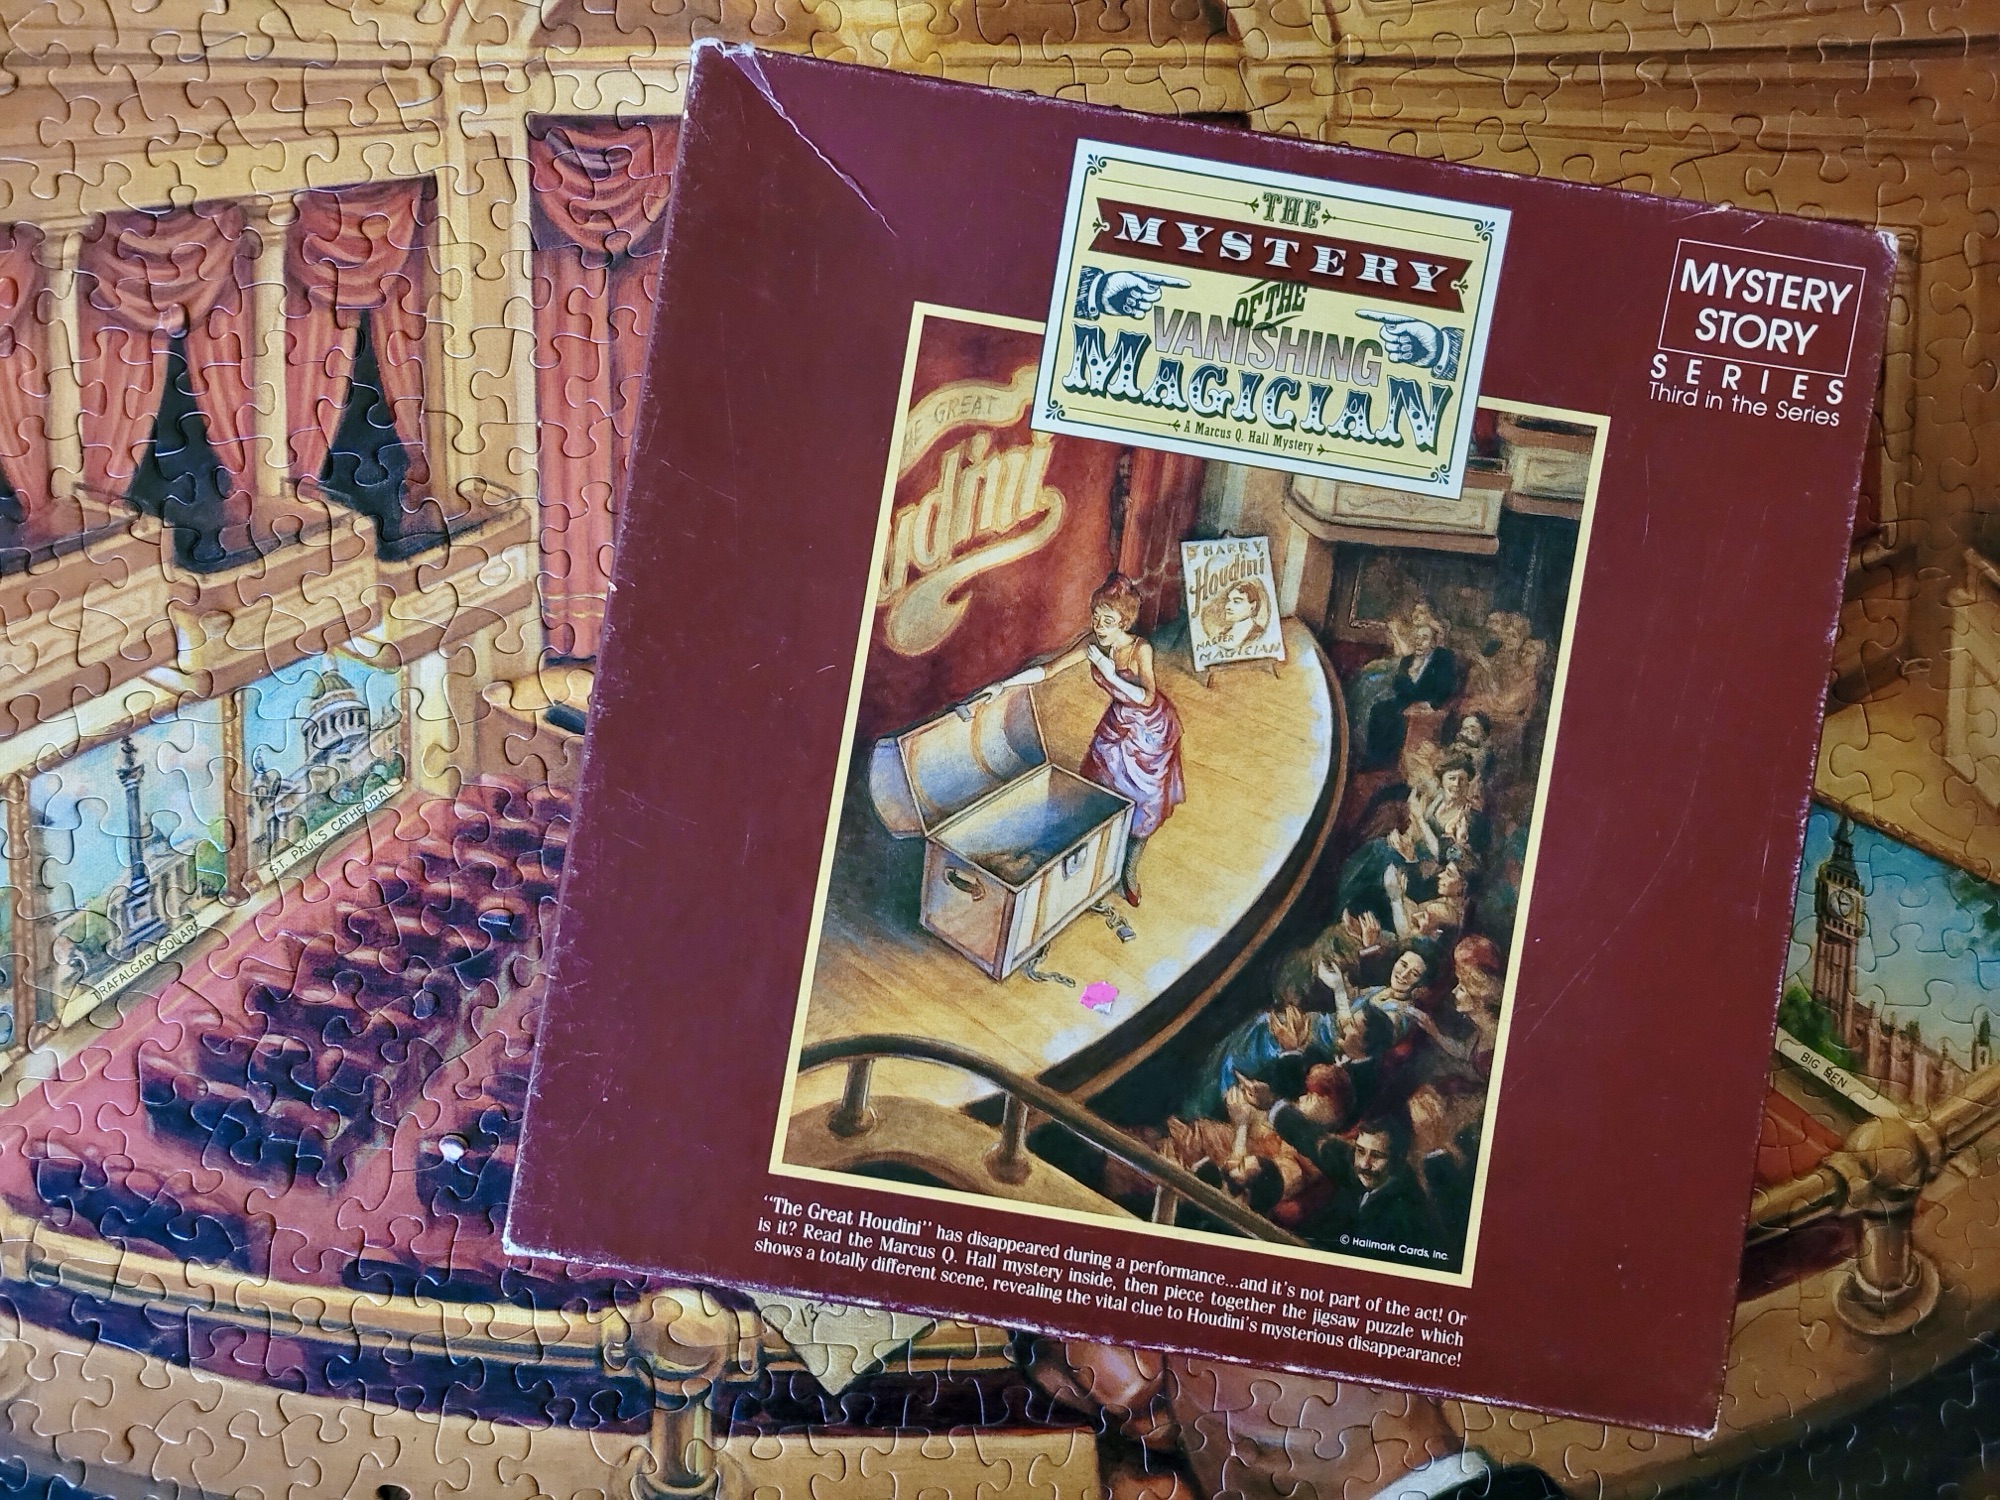 THE
MYSTERY
OF THE
VANISHING
MAGICIAN
A Marcus Q. Hall Mystery
MYSTERY
STORY
SERIES
Third in the Series
HE GREAT
udini
HARRY
Houdini
MASTER
MAGICIAN
© Hallmark Cards, Inc.
"The Great Houdini" has disappeared during a performance...and it's not part of the act! Or
is it? Read the Marcus Q. Hall mystery inside, then piece together the jigsaw puzzle which
shows a totally different scene, revealing the vital clue to Houdini's mysterious disappearance!
TRAFALGAR SQUARE
ST. PAUL'S CATHEDRAL
BIG BEN
13